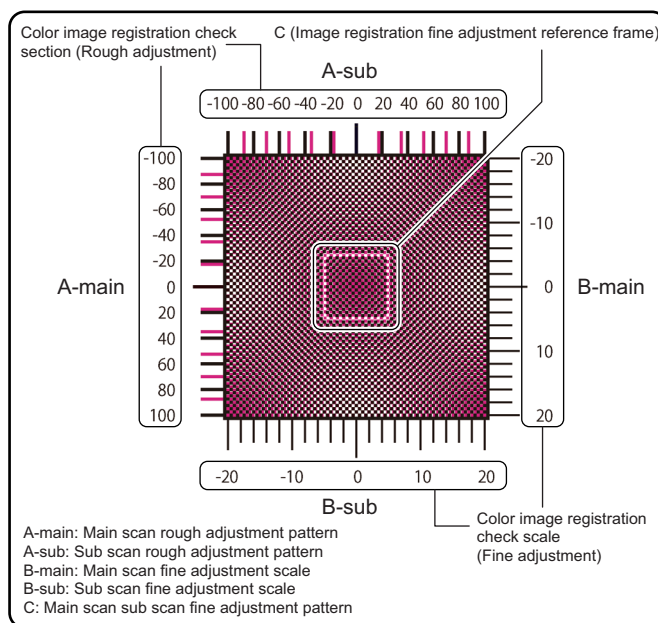 Color image registration check
section (Rough adjustment)
C (Image registration fine adjustment reference frame)
A-sub
-100 -80 -60 -40 -20 0 20 40 60 80 100
-100
-80
-60
-40
-20
0
20
40
60
80
100
A-main
-20
-10
0
10
20
B-main
-20 -10 0 10 20
B-sub
Color image registration
check scale
(Fine adjustment)
A-main: Main scan rough adjustment pattern
A-sub: Sub scan rough adjustment pattern
B-main: Main scan fine adjustment scale
B-sub: Sub scan fine adjustment scale
C: Main scan sub scan fine adjustment pattern